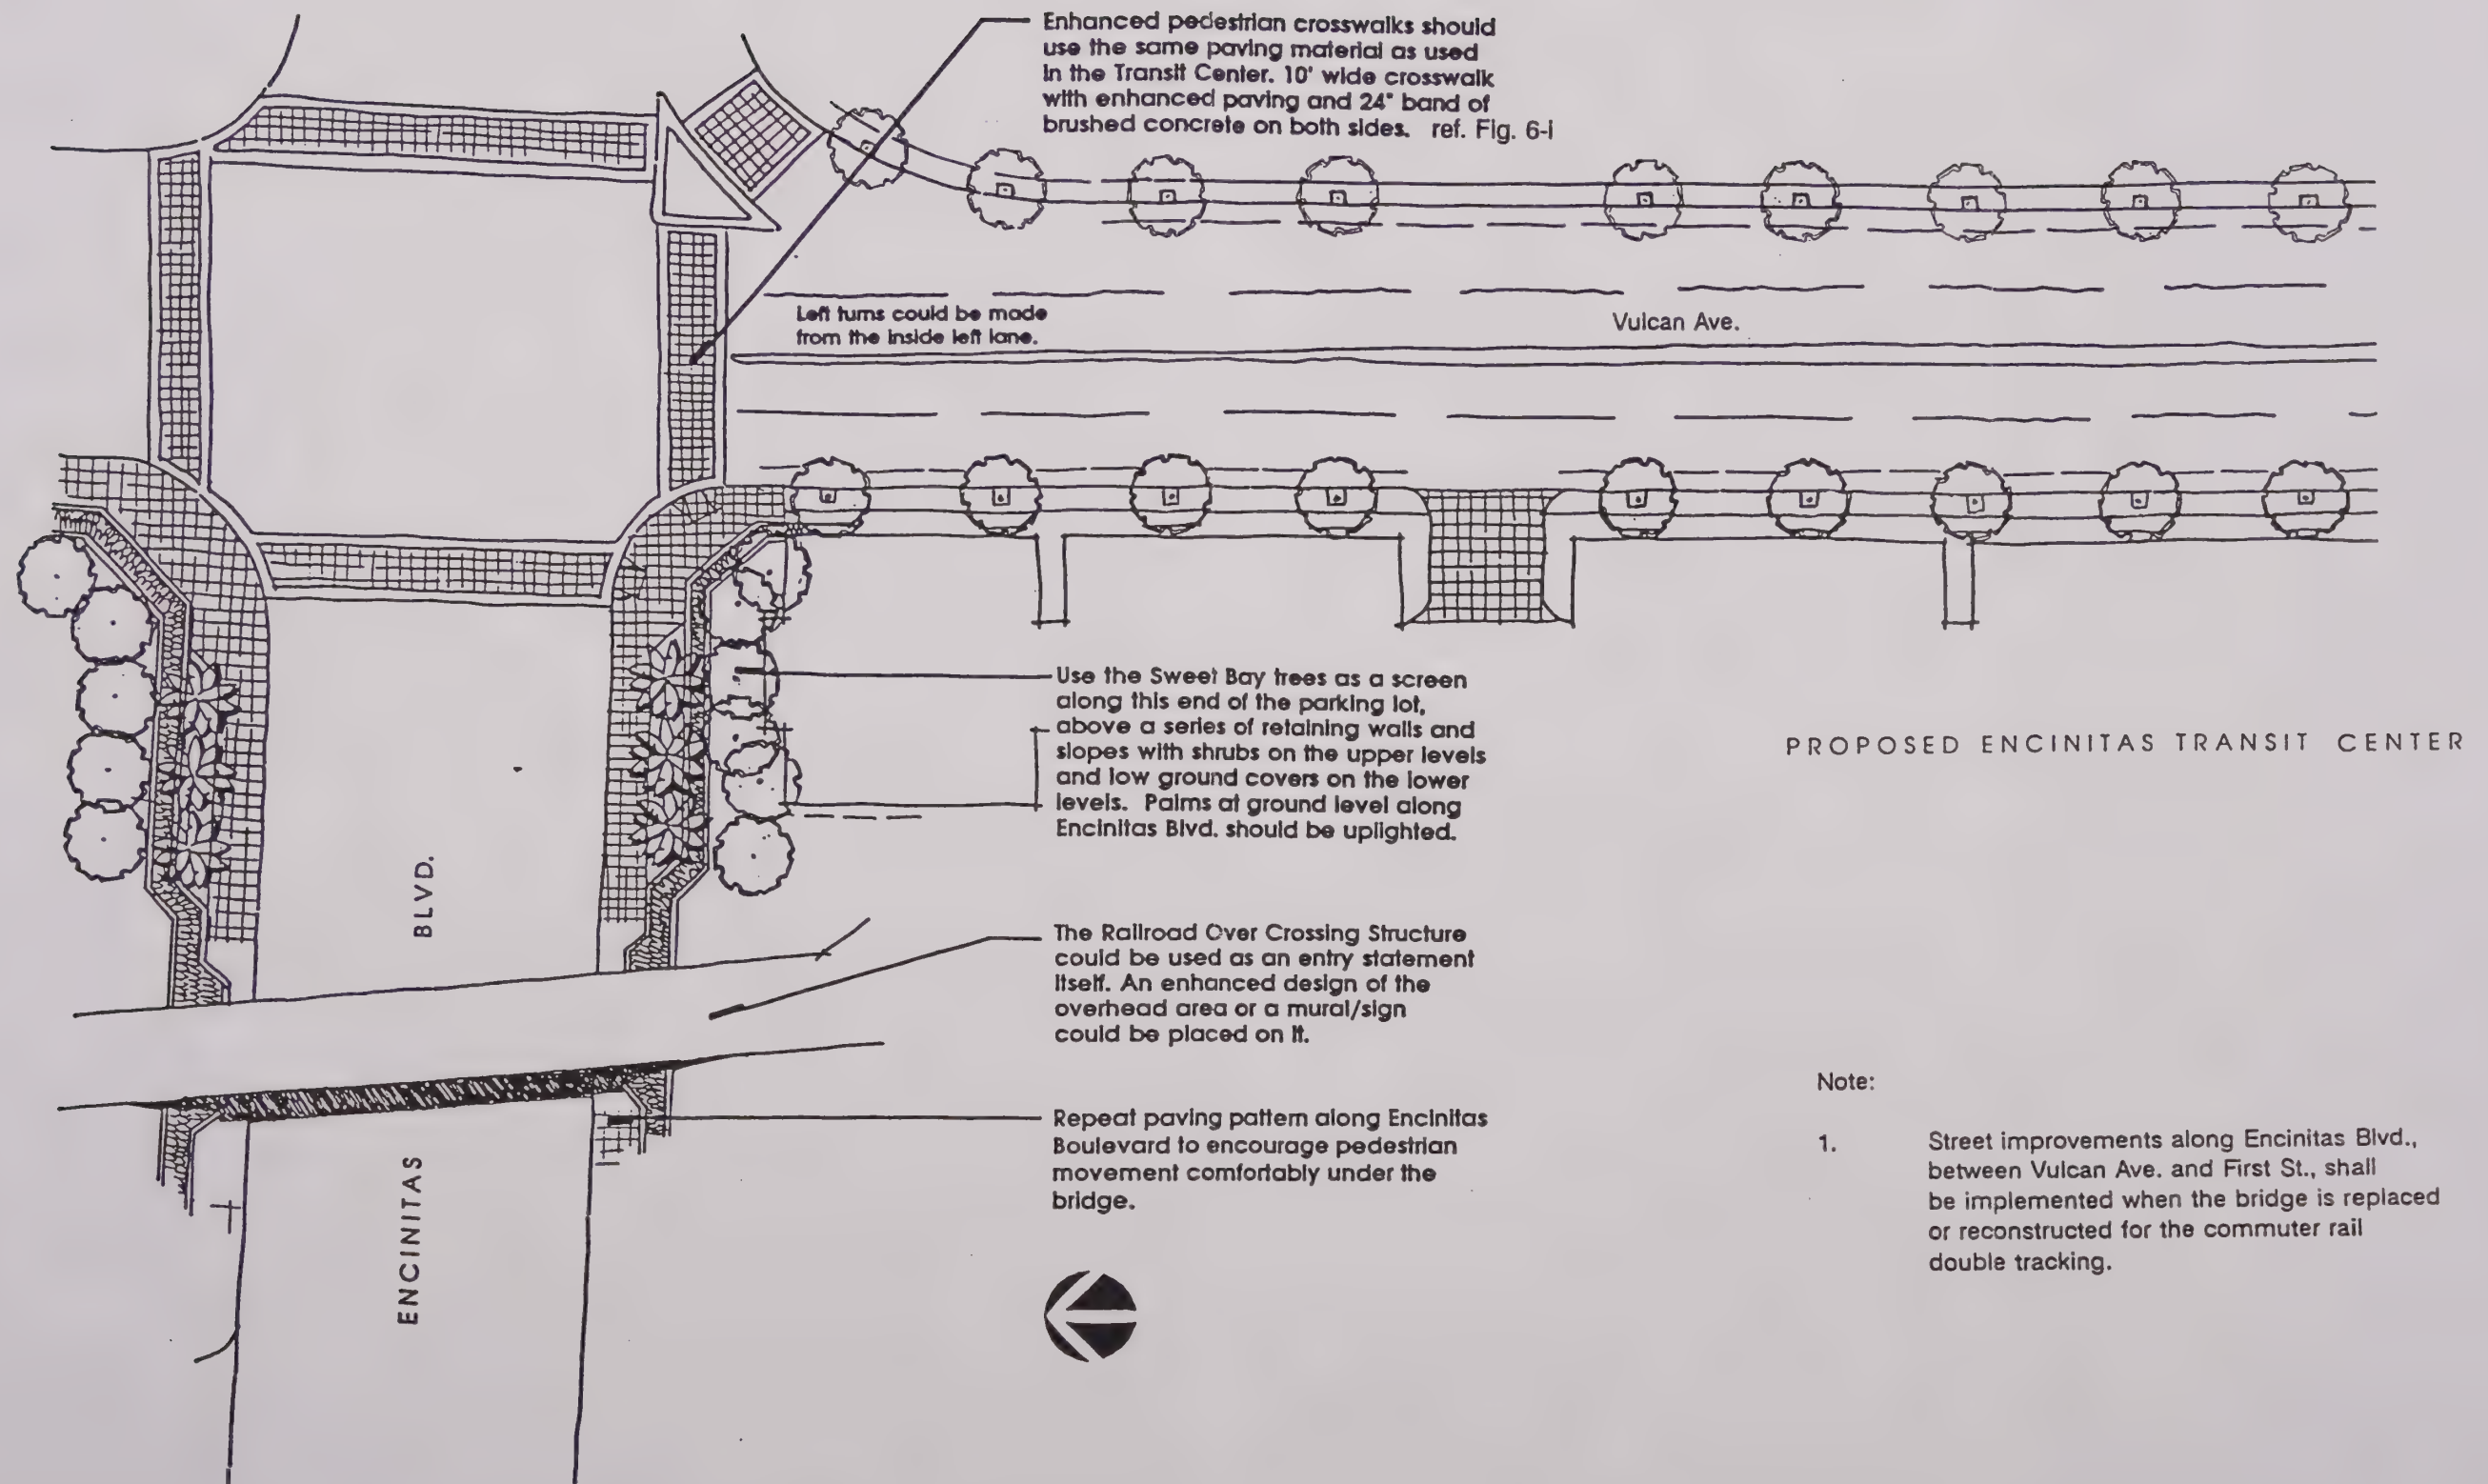 Enhanced pedestrian crosswalks should
use the same paving material as used
in the Transit Center. 10' wide crosswalk
with enhanced paving and 24" band of
brushed concrete on both sides. ref. Fig. 6-i
Left turns could be made
from the inside left lane.
Vulcan Ave.
Use the Sweet Bay trees as a screen
along this end of the parking lot,
above a series of retaining walls and
slopes with shrubs on the upper levels
and low ground covers on the lower
levels. Palms at ground level along
Encinitas Blvd. should be uplighted.
PROPOSED ENCINITAS TRANSIT CENTER
BLVD.
The Railroad Over Crossing Structure
could be used as an entry statement
itself. An enhanced design of the
overhead area or a mural/sign
could be placed on it.
Repeat paving pattern along Encinitas
Boulevard to encourage pedestrian
movement comfortably under the
bridge.
ENCINITAS
Note:
1. Street improvements along Encinitas Blvd.,
between Vulcan Ave. and First St., shall
be implemented when the bridge is replaced
or reconstructed for the commuter rail
double tracking.